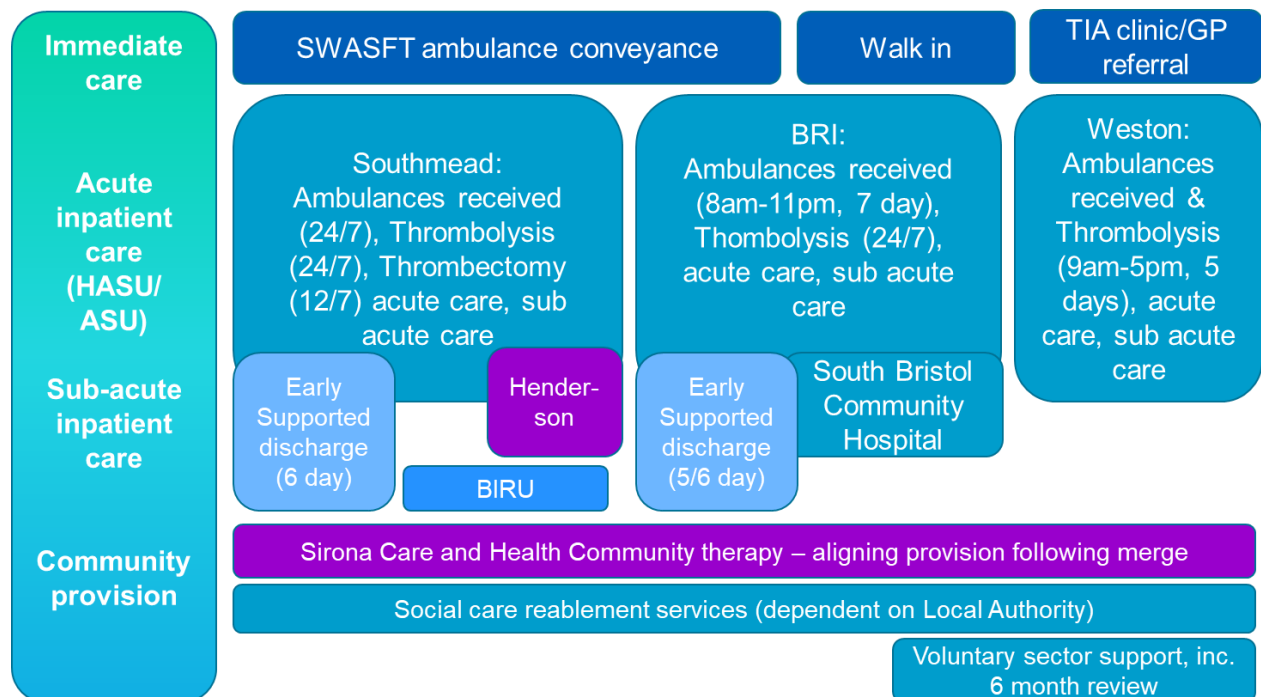 Immediate
care
SWASFT ambulance conveyance
Walk in
TIA clinic/GP
referral
Acute
inpatient
care
(HASU/
ASU)
Southmead:
Ambulances received
(24/7), Thrombolysis
(24/7), Thrombectomy
(12/7) acute care, sub
acute care
BRI:
Ambulances received
(8am-11pm, 7 day),
Thombolysis (24/7),
acute care, sub acute
care
Weston:
Ambulances
received &
Thrombolysis
(9am-5pm, 5
days), acute
care, sub acute
care
Sub-acute
inpatient
care
Early
Supported
discharge
(6 day)
Hender-
son
BIRU
Early
Supported
discharge
(5/6 day)
South Bristol
Community
Hospital
Community
provision
Sirona Care and Health Community therapy – aligning provision following merge
Social care reablement services (dependent on Local Authority)
Voluntary sector support, inc.
6 month review